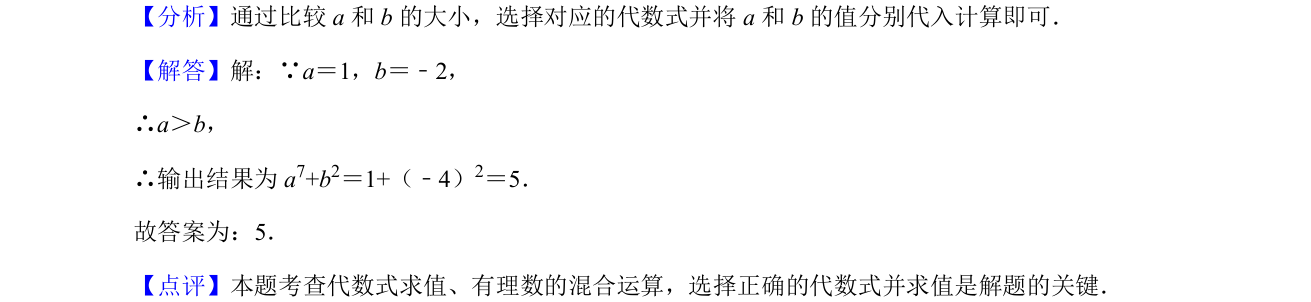 【分析】通过比较 a 和 b 的大小，选择对应的代数式并将 a 和 b 的值分别代入计算即可．
【解答】解：∵a＝1，b＝﹣2，
∴a＞b，
∴输出结果为 a⁷+b²＝1+（﹣4）²＝5．
故答案为：5．
【点评】本题考查代数式求值、有理数的混合运算，选择正确的代数式并求值是解题的关键．